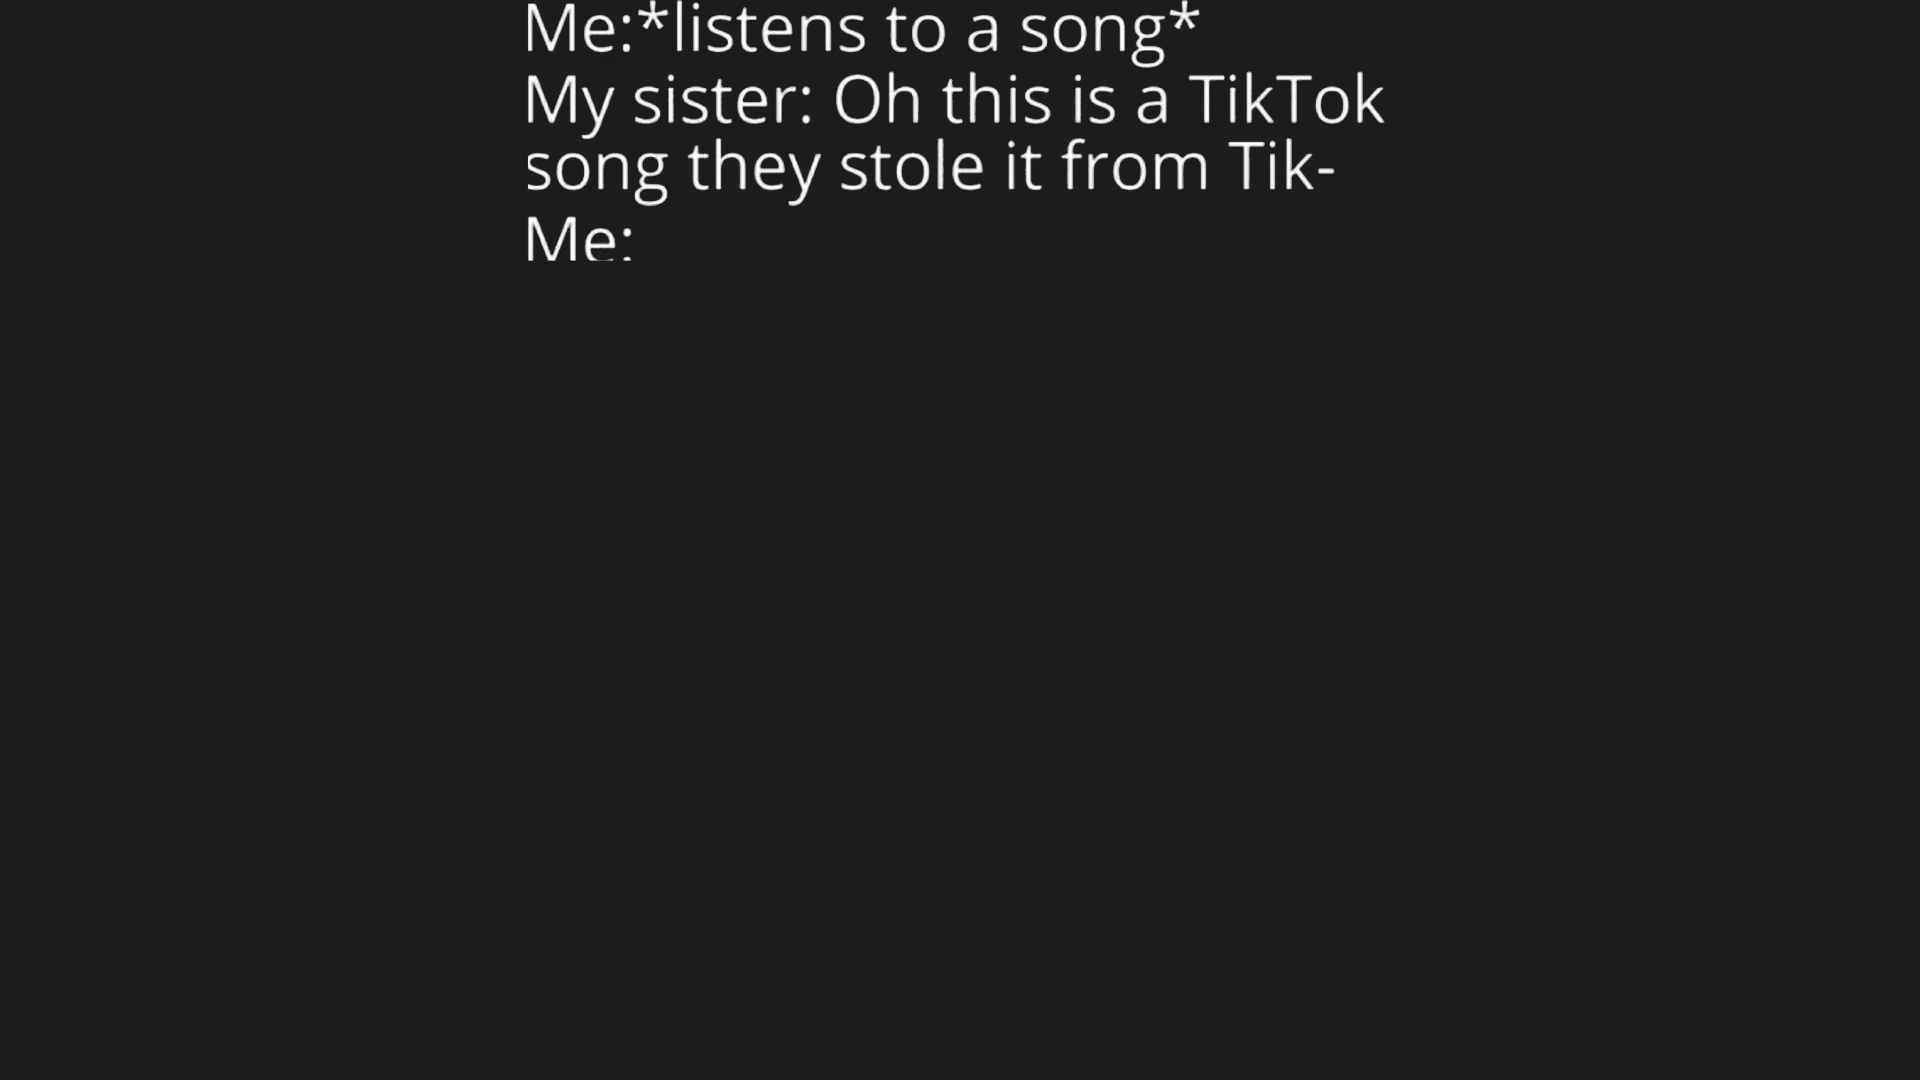 Me:*listens to a song*
My sister: Oh this is a TikTok
song they stole it from Tik-
Me: